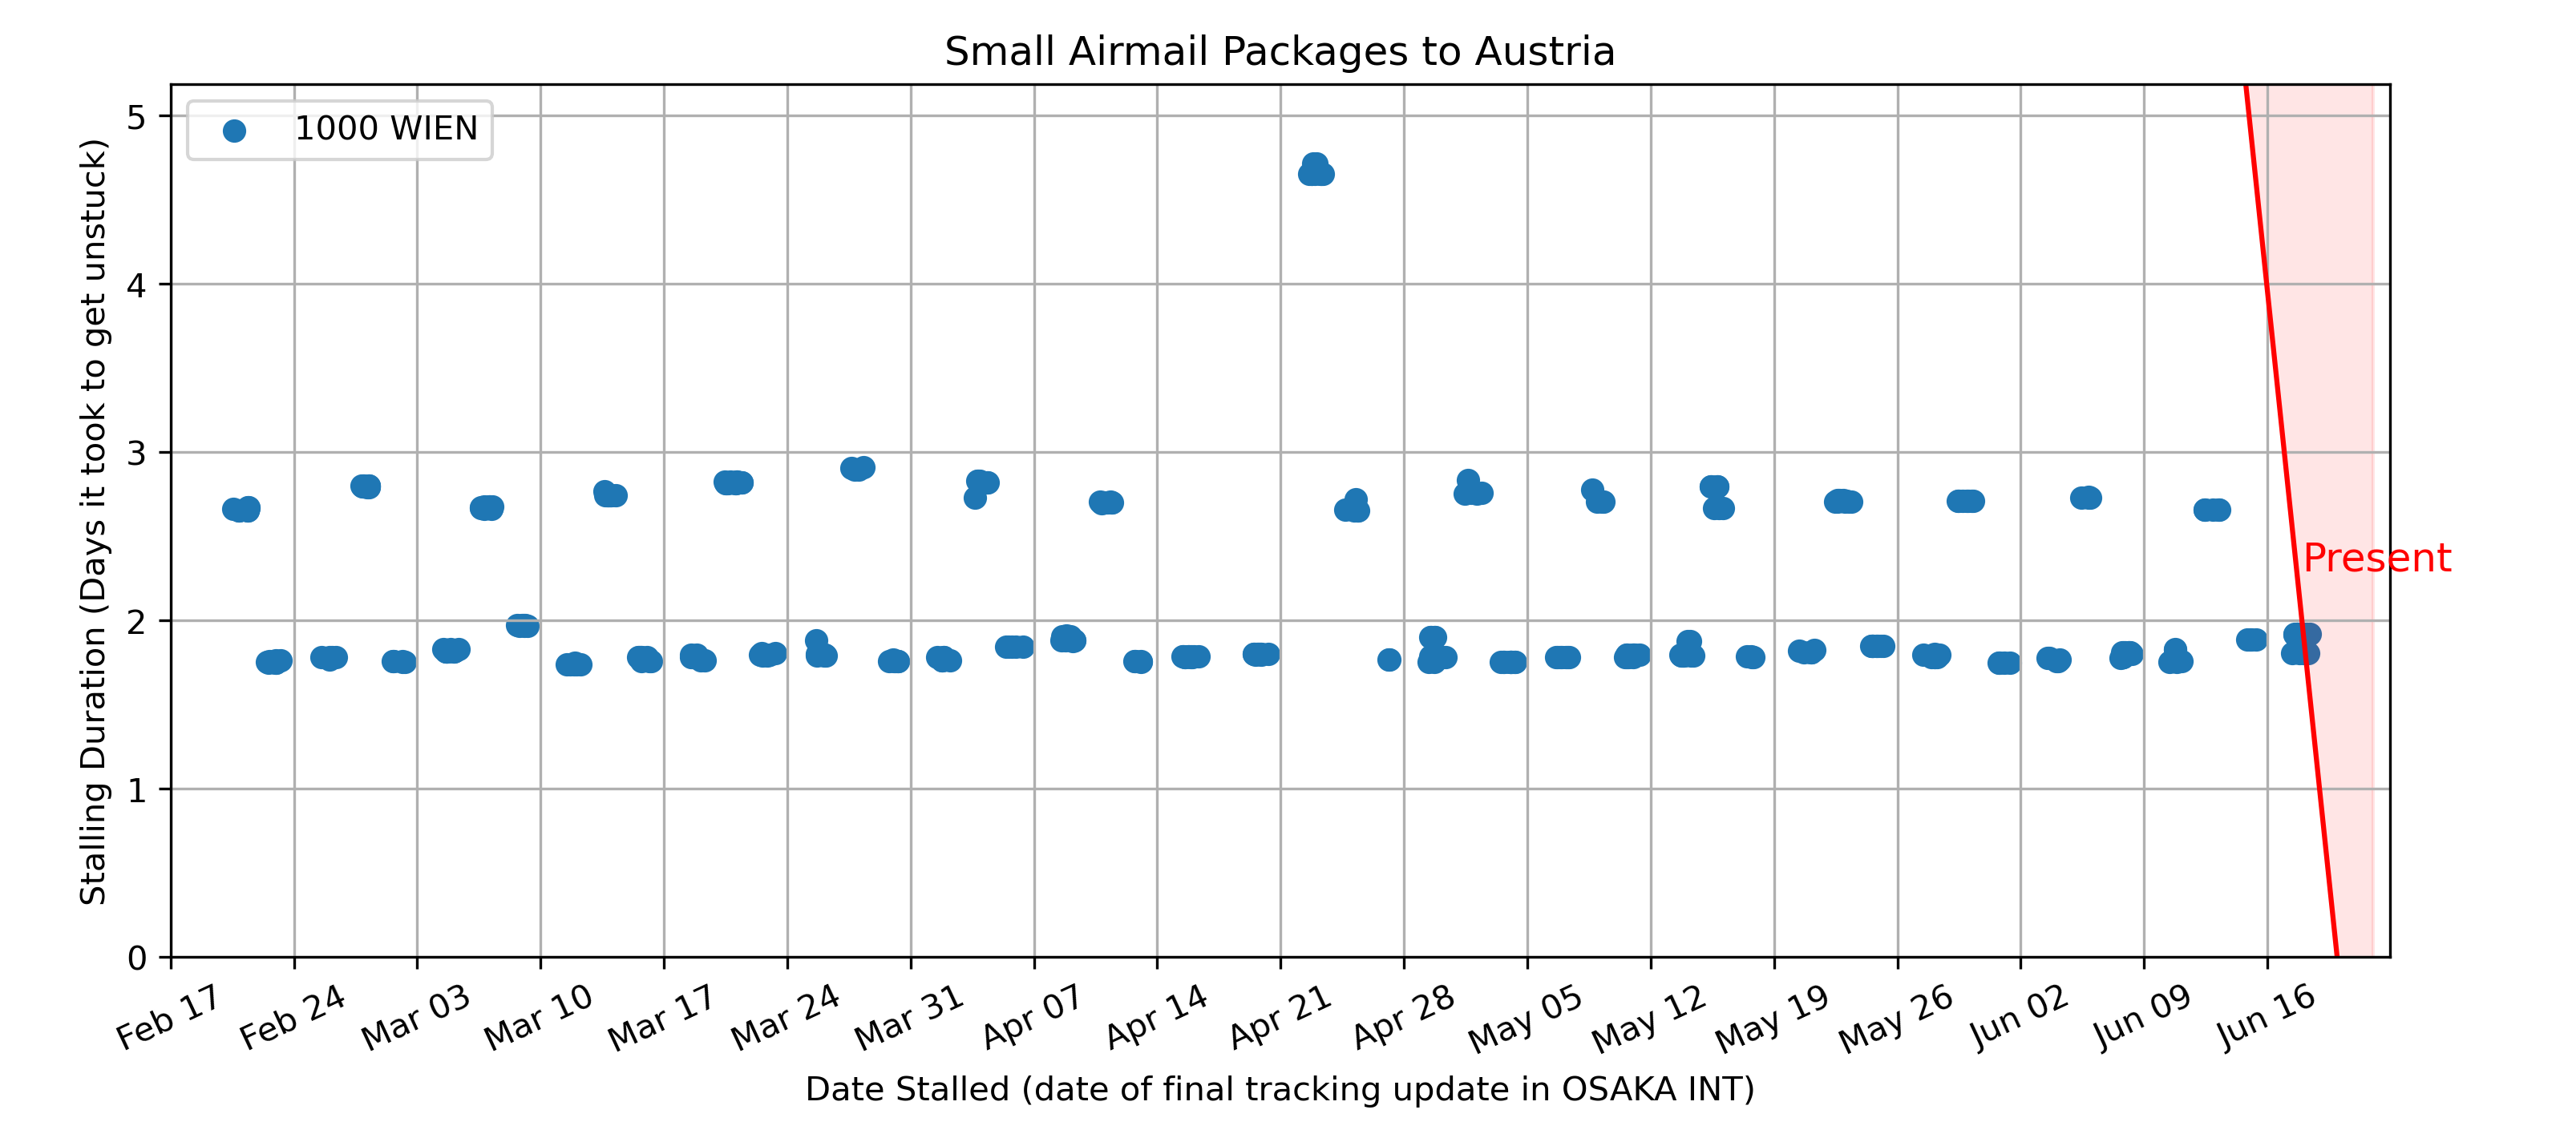 Small Airmail Packages to Austria
1000 WIEN
Stalling Duration (Days it took to get unstuck)
5
4
3
2
1
0
Present
Feb 17
Feb 24
Mar 03
Mar 10
Mar 17
Mar 24
Mar 31
Apr 07
Apr 14
Apr 21
Apr 28
May 05
May 12
May 19
May 26
Jun 02
Jun 09
Jun 16
Date Stalled (date of final tracking update in OSAKA INT)